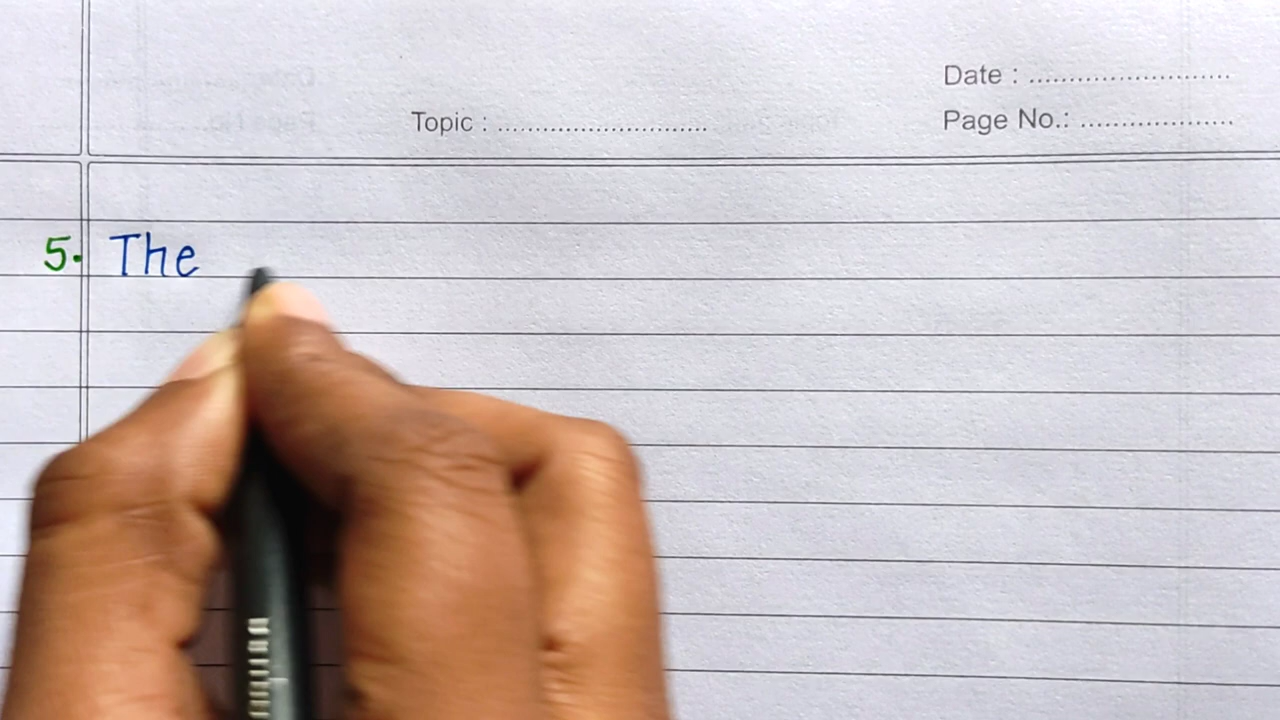 Date : ..........................
Topic : ............................
Page No.: ....................
5. The